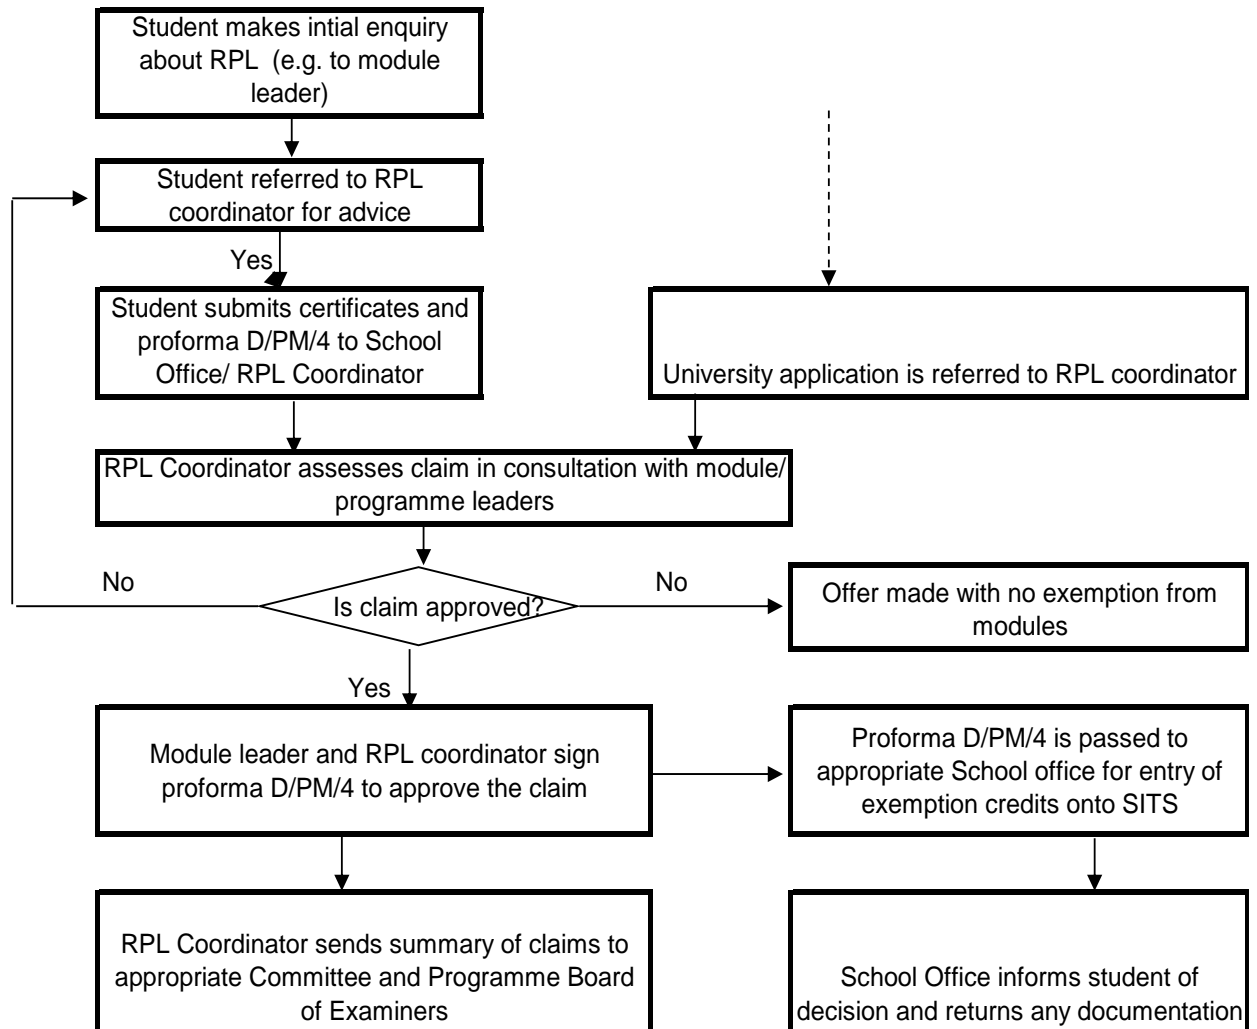 Student makes intial enquiry
about RPL (e.g. to module
leader)
Student referred to RPL
coordinator for advice
Yes
Student submits certificates and
proforma D/PM/4 to School
Office/ RPL Coordinator
University application is referred to RPL coordinator
RPL Coordinator assesses claim in consultation with module/
programme leaders
No
Is claim approved?
No
Offer made with no exemption from
modules
Yes
Module leader and RPL coordinator sign
proforma D/PM/4 to approve the claim
Proforma D/PM/4 is passed to
appropriate School office for entry of
exemption credits onto SITS
RPL Coordinator sends summary of claims to
appropriate Committee and Programme Board
of Examiners
School Office informs student of
decision and returns any documentation